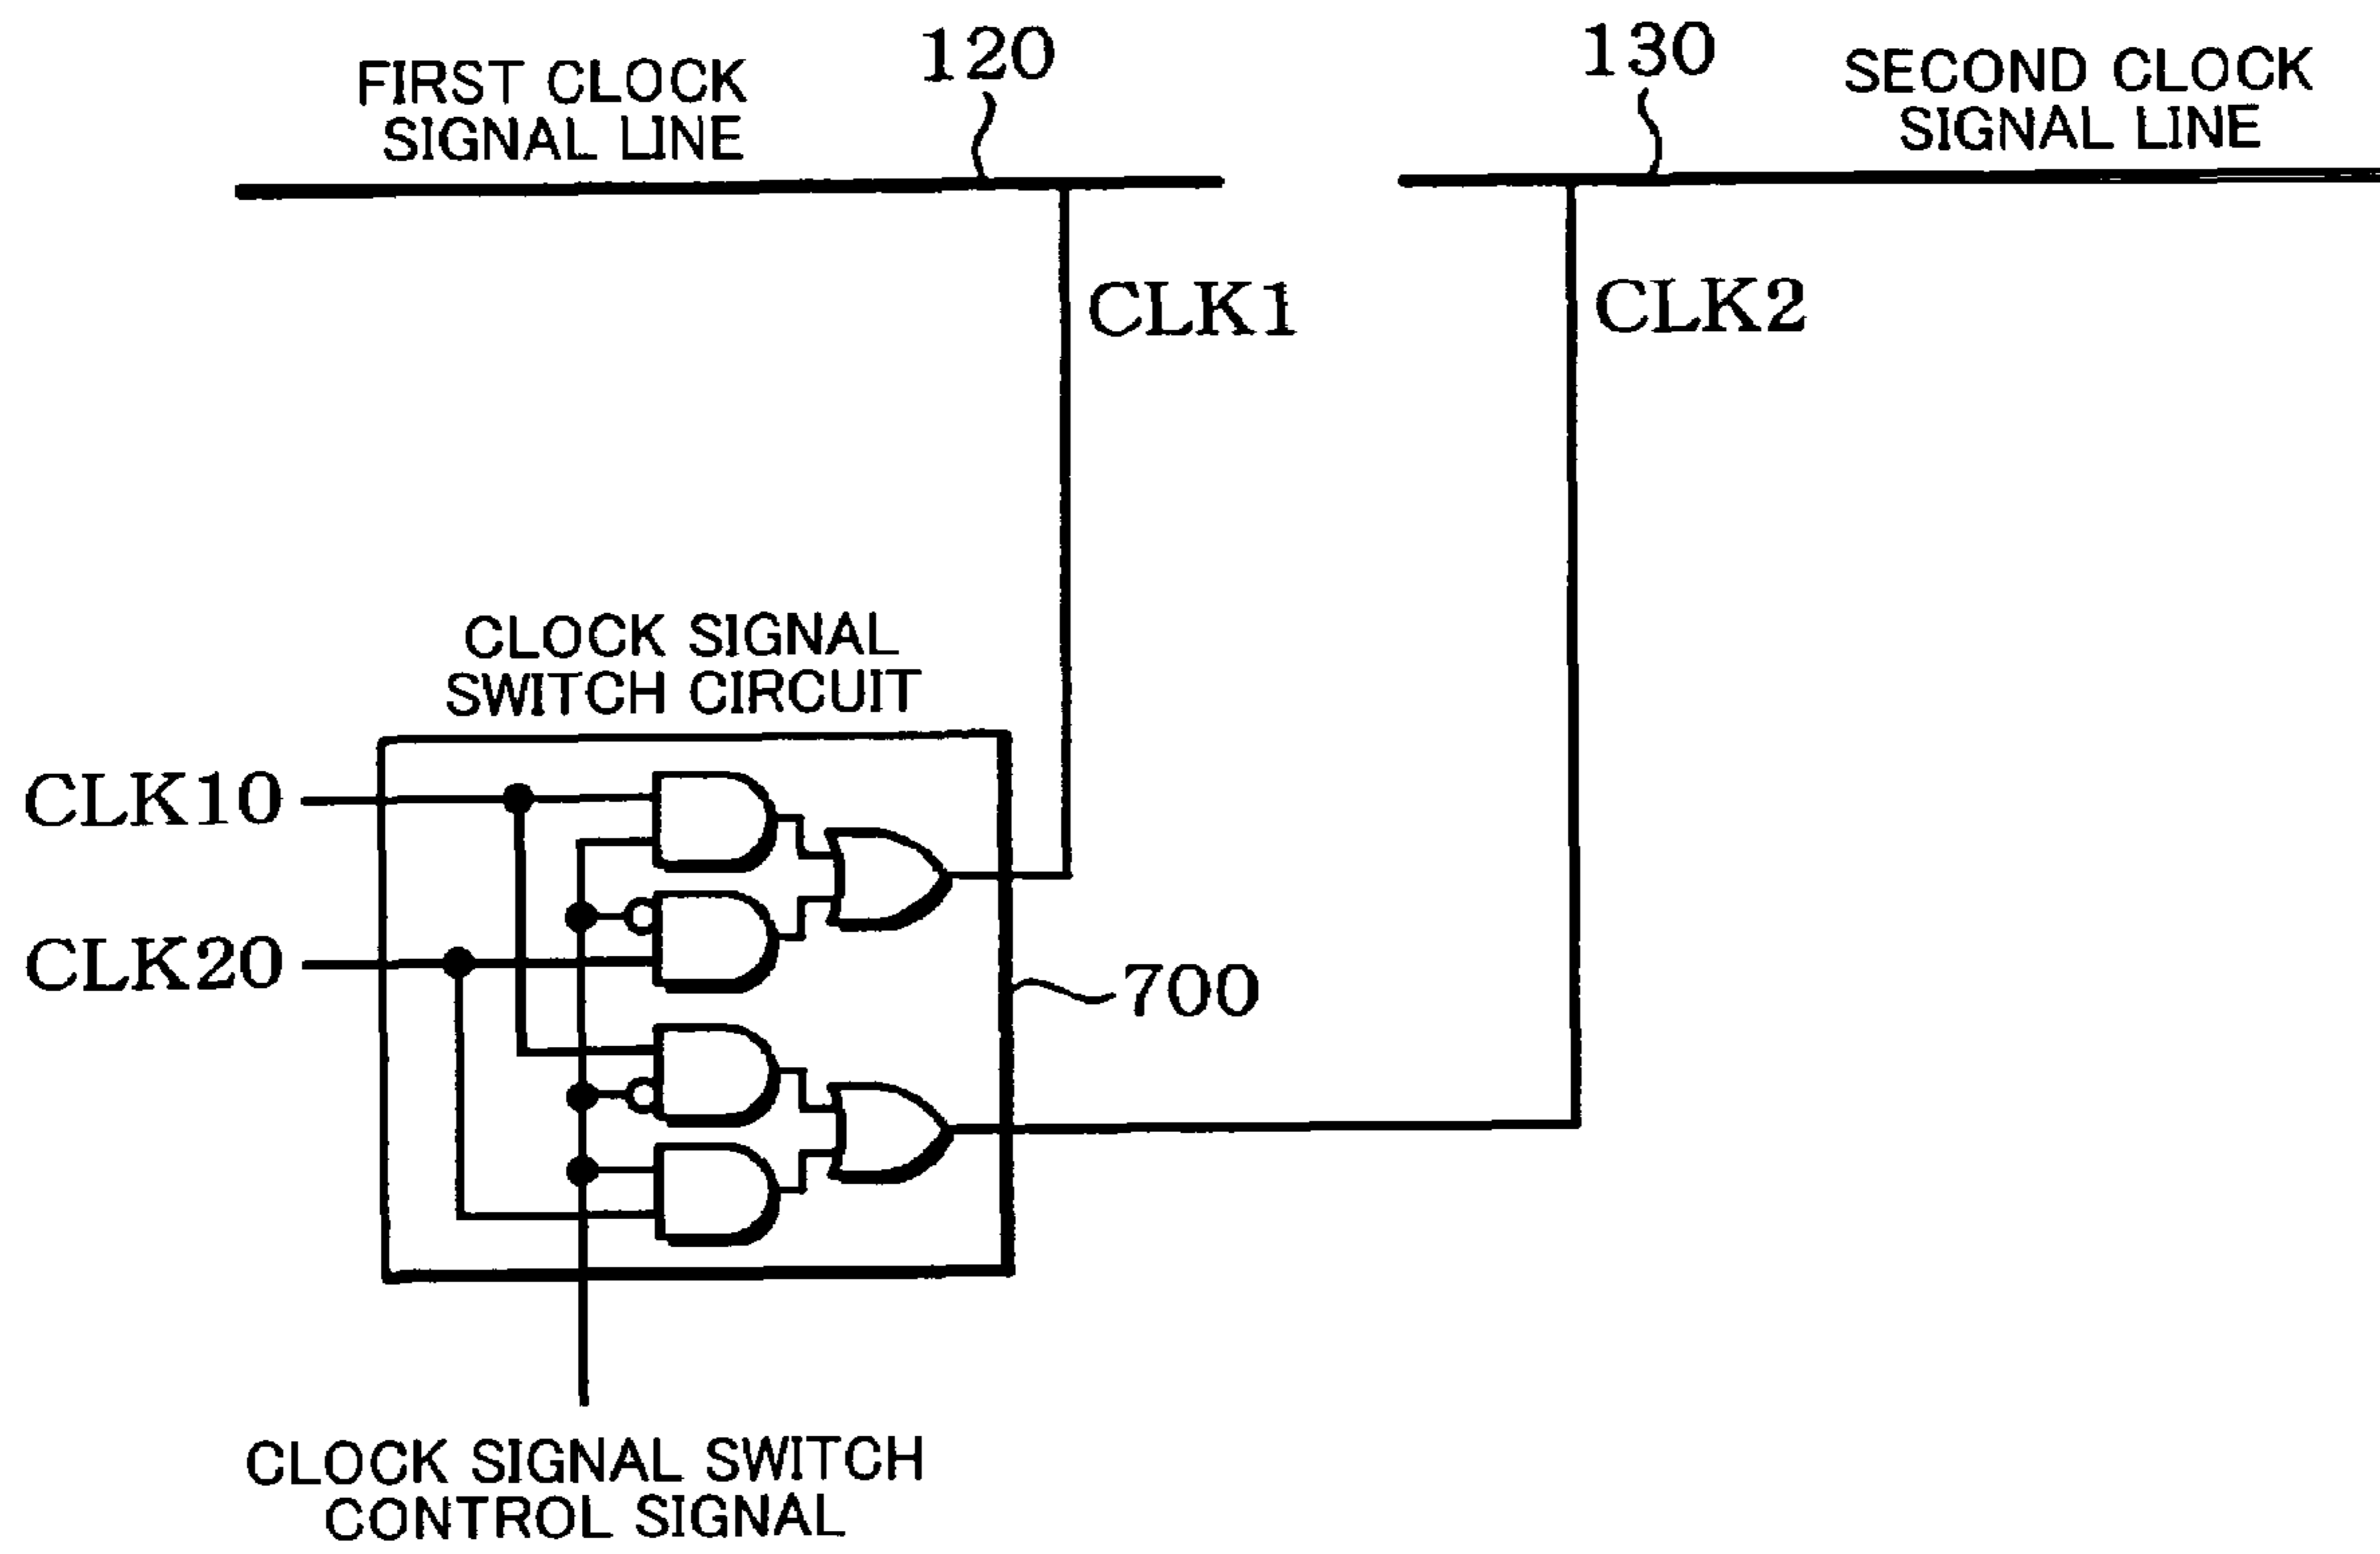 120
130
FIRST CLOCK
SIGNAL LINE
SECOND CLOCK
SIGNAL LINE
CLK1
CLK2
CLOCK SIGNAL
SWITCH CIRCUIT
CLK10
CLK20
700
CLOCK SIGNAL SWITCH
CONTROL SIGNAL